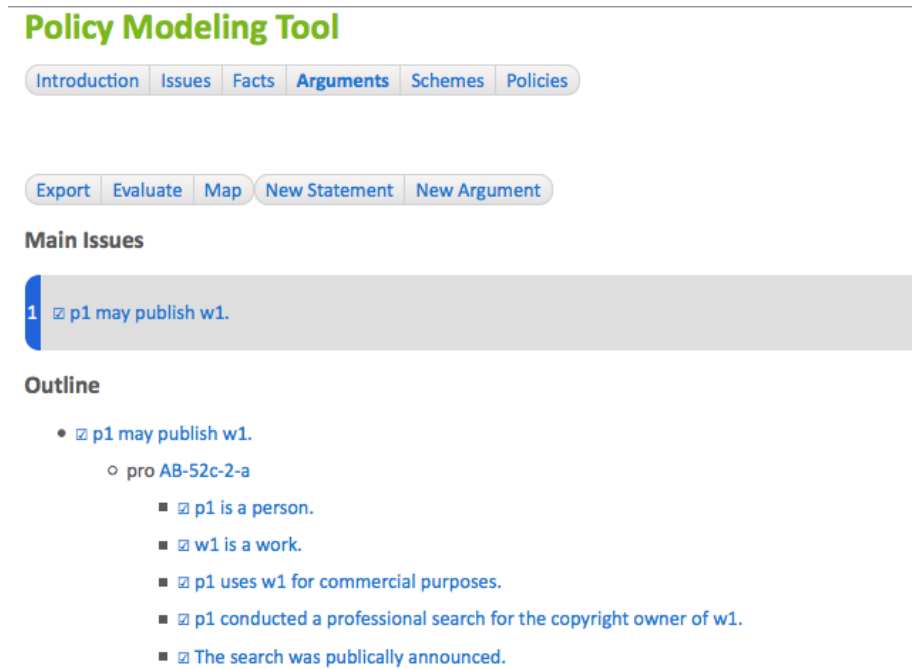 Policy Modeling Tool
Introduction Issues Facts Arguments Schemes Policies
Export Evaluate Map New Statement New Argument
Main Issues
1 ☑ p1 may publish w1.
Outline
• ☑ p1 may publish w1.
○ pro AB-52c-2-a
■ ☑ p1 is a person.
■ ☑ w1 is a work.
■ ☑ p1 uses w1 for commercial purposes.
■ ☑ p1 conducted a professional search for the copyright owner of w1.
■ ☑ The search was publically announced.